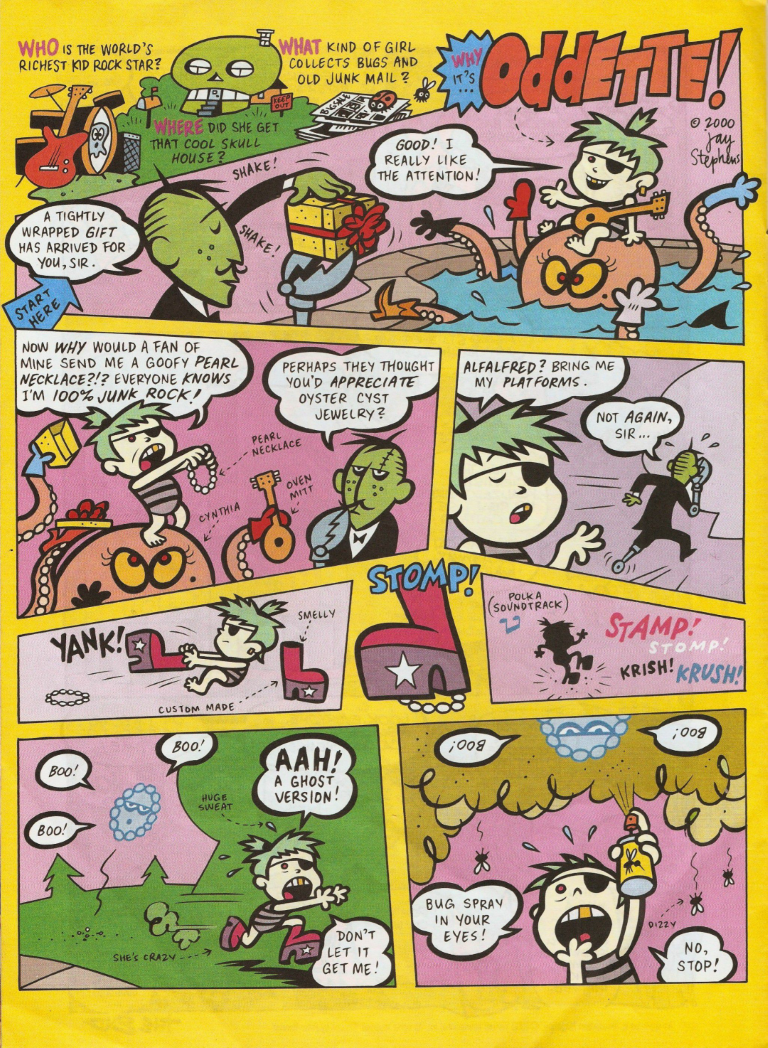 WHO IS THE WORLD'S
RICHEST KID ROCK STAR?
WHAT KIND OF GIRL
COLLECTS BUGS AND
OLD JUNK MAIL?
WHERE DID SHE GET
THAT COOL SKULL
HOUSE?
KEEP OUT
WHY
IT'S...
ODDETTE!
© 2000
Jay
Stephens
SHAKE!
SHAKE!
GOOD! I
REALLY LIKE
THE ATTENTION!
A TIGHTLY
WRAPPED GIFT
HAS ARRIVED FOR
YOU, SIR.
START
HERE
NOW WHY WOULD A FAN OF
MINE SEND ME A GOOFY PEARL
NECKLACE?!? EVERYONE KNOWS
I'M 100% JUNK ROCK!
PERHAPS THEY THOUGHT
YOU'D APPRECIATE
OYSTER CYST
JEWELRY?
PEARL
NECKLACE
OVEN
MITT
CYNTHIA
ALFALFRED? BRING ME
MY PLATFORMS.
NOT AGAIN,
SIR...
YANK!
SMELLY
CUSTOM MADE
STOMP!
POLKA
(SOUNDTRACK)
STAMP!
STOMP!
KRISH! KRUSH!
BOO!
BOO!
BOO!
AAH!
A GHOST
VERSION!
HUGE
SWEAT
SHE'S CRAZY
DON'T
LET IT
GET ME!
BOO!
BOO!
BUG SPRAY
IN YOUR
EYES!
DIZZY
NO,
STOP!